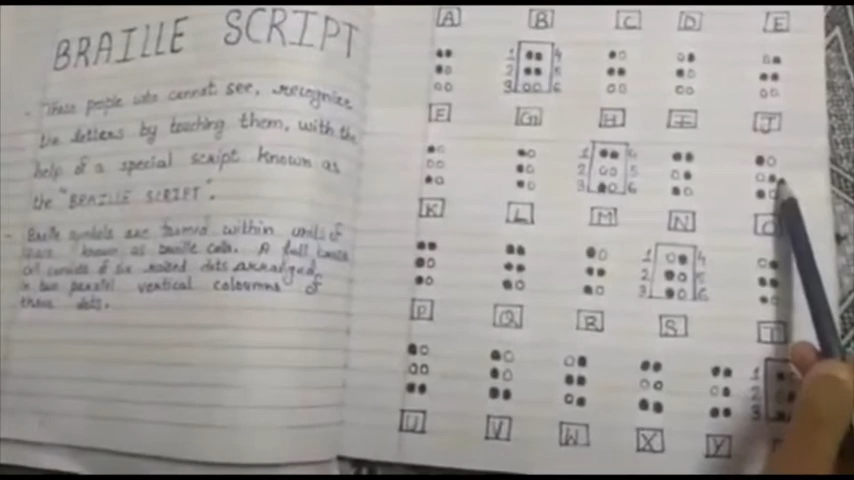 BRAILLE SCRIPT
- These people who cannot see, recognize
the letters by touching them, with the
help of a special script known as
the "BRAILLE SCRIPT".
- Braille symbols are formed within units of
space known as braille cells. A full braille
cell consists of six raised dots arranged
in two parallel vertical coloumns of
three dots.
A B C D E
1 4
2 5
3 6
F G H I J
1 6
2 5
3 6
K L M N O
1 4
2 5
3 6
P Q R S T
1
2
3
U V W X Y